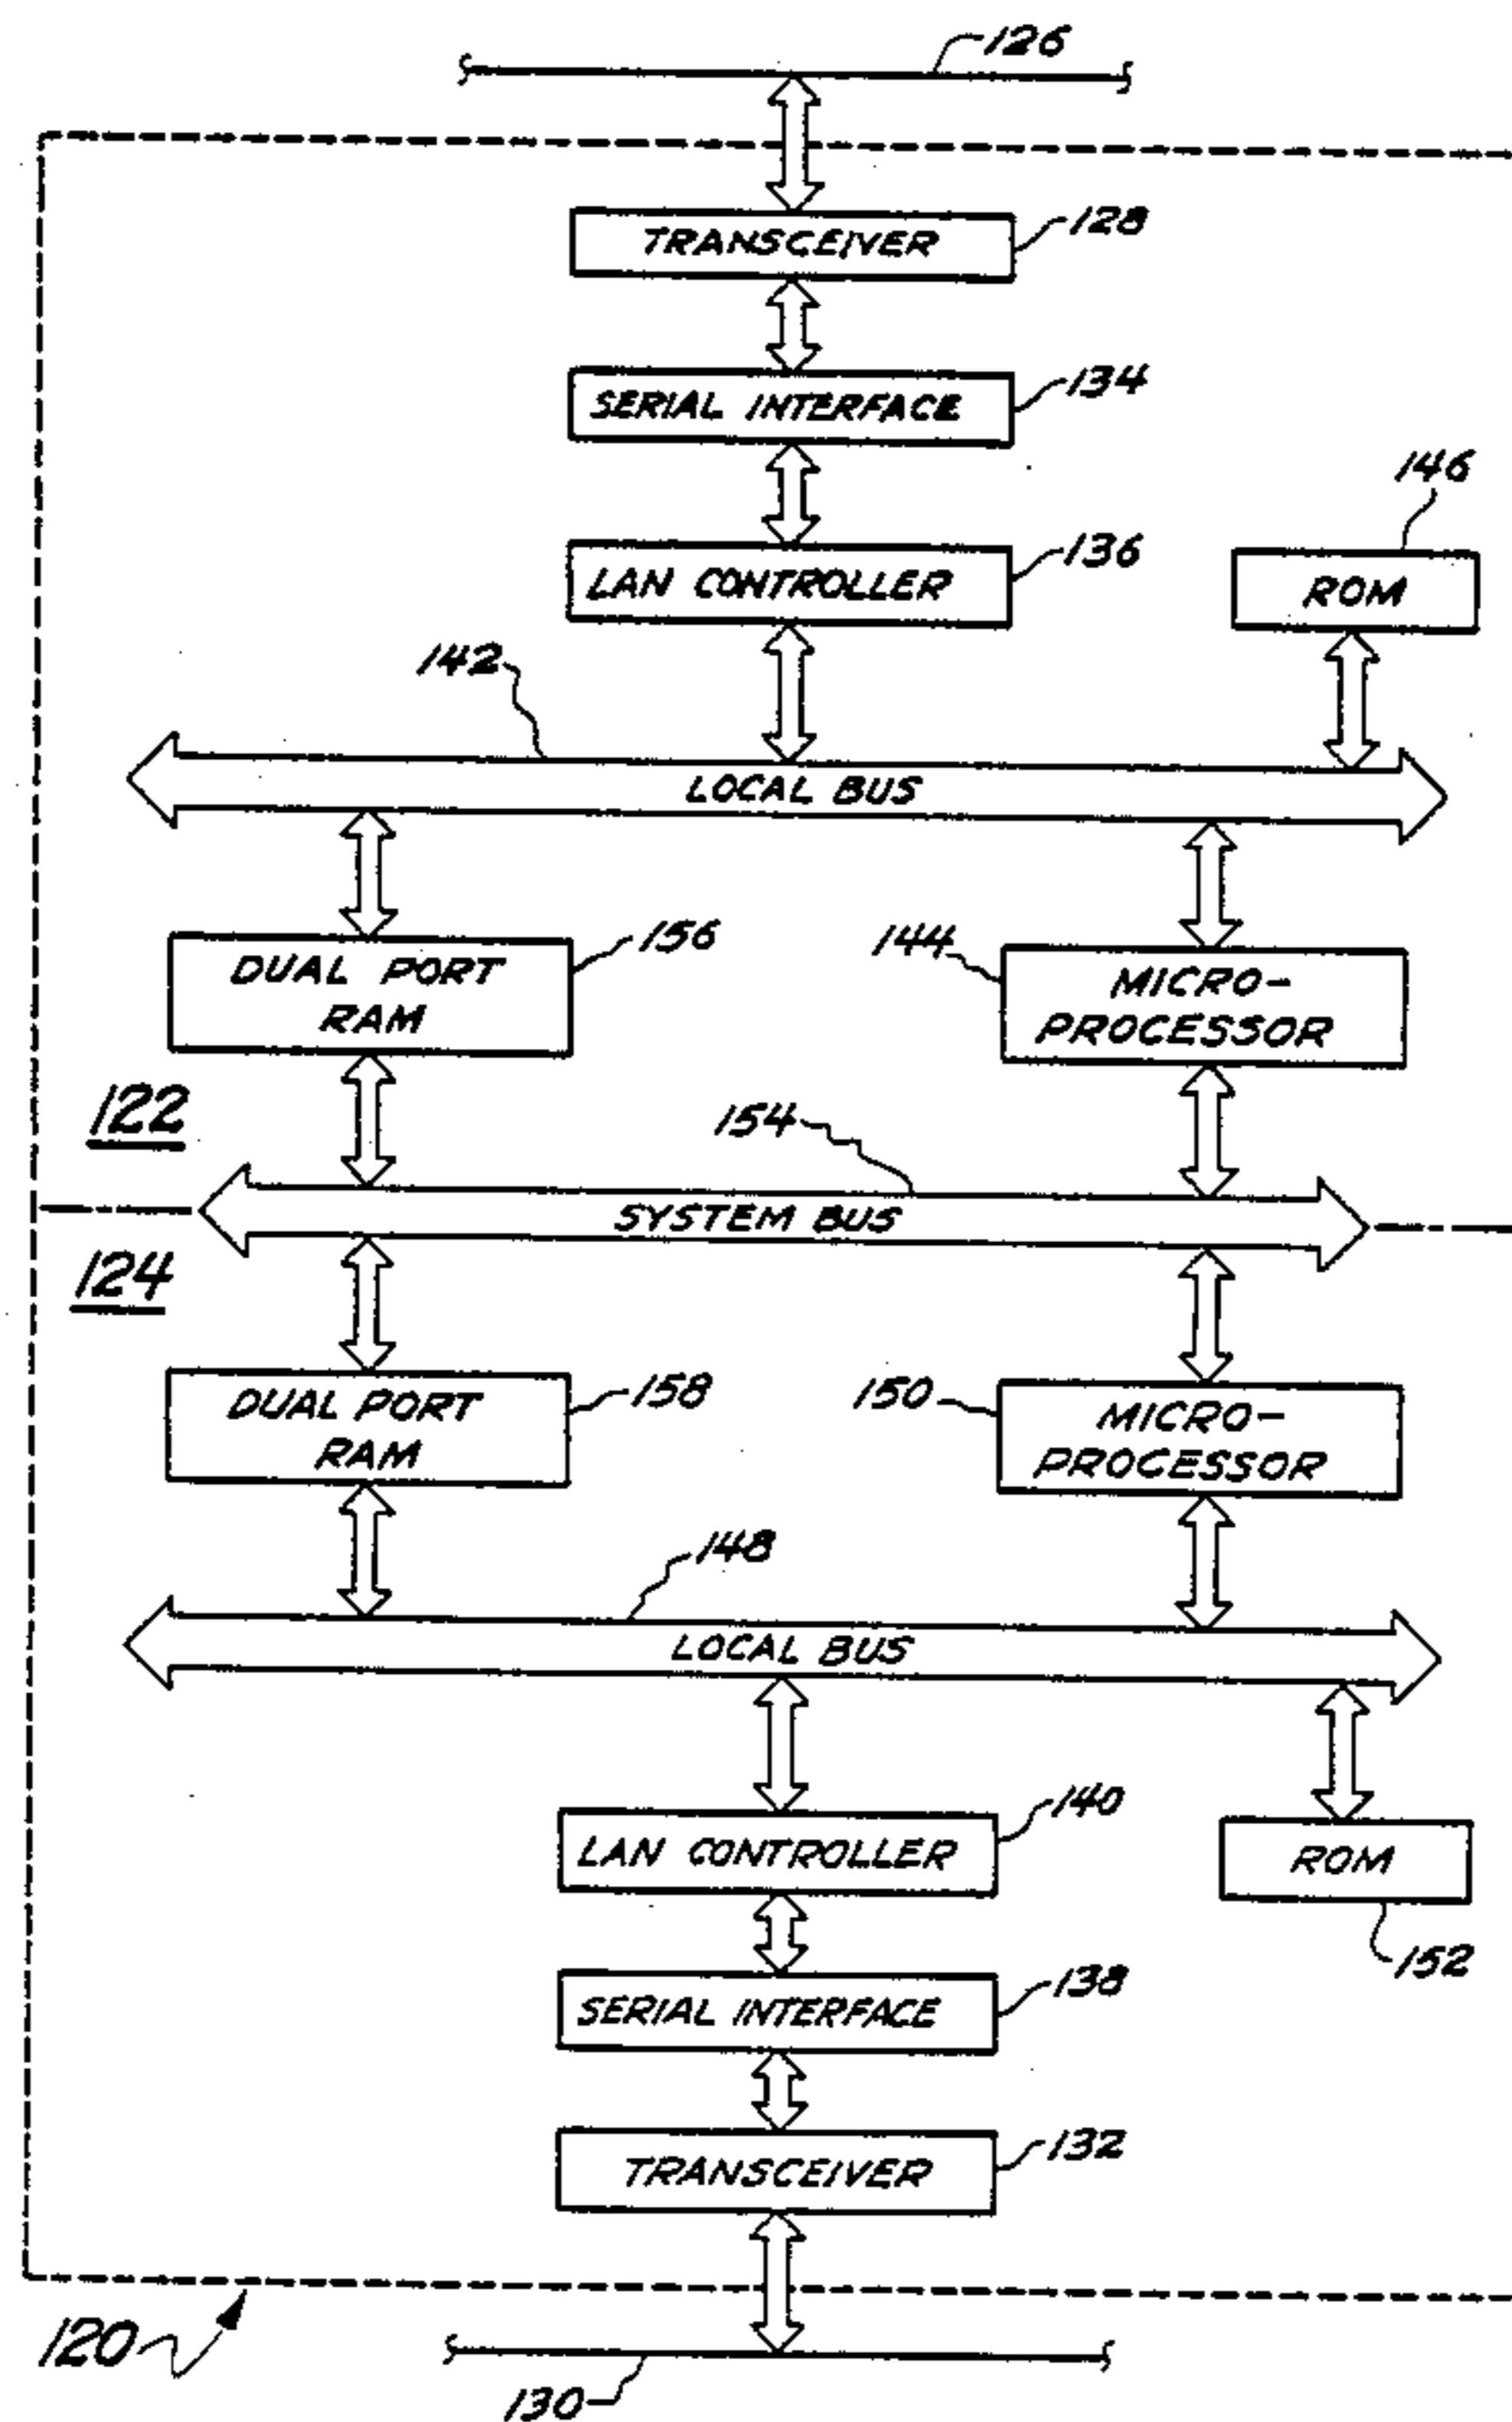 126
TRANSCEIVER
128
SERIAL INTERFACE
134
LAN CONTROLLER
136
146
ROM
142
LOCAL BUS
DUAL PORT
RAM
156
144
MICRO-
PROCESSOR
122
154
SYSTEM BUS
124
DUAL PORT
RAM
158
150
MICRO-
PROCESSOR
148
LOCAL BUS
LAN CONTROLLER
140
ROM
152
SERIAL INTERFACE
138
TRANSCEIVER
132
120
130